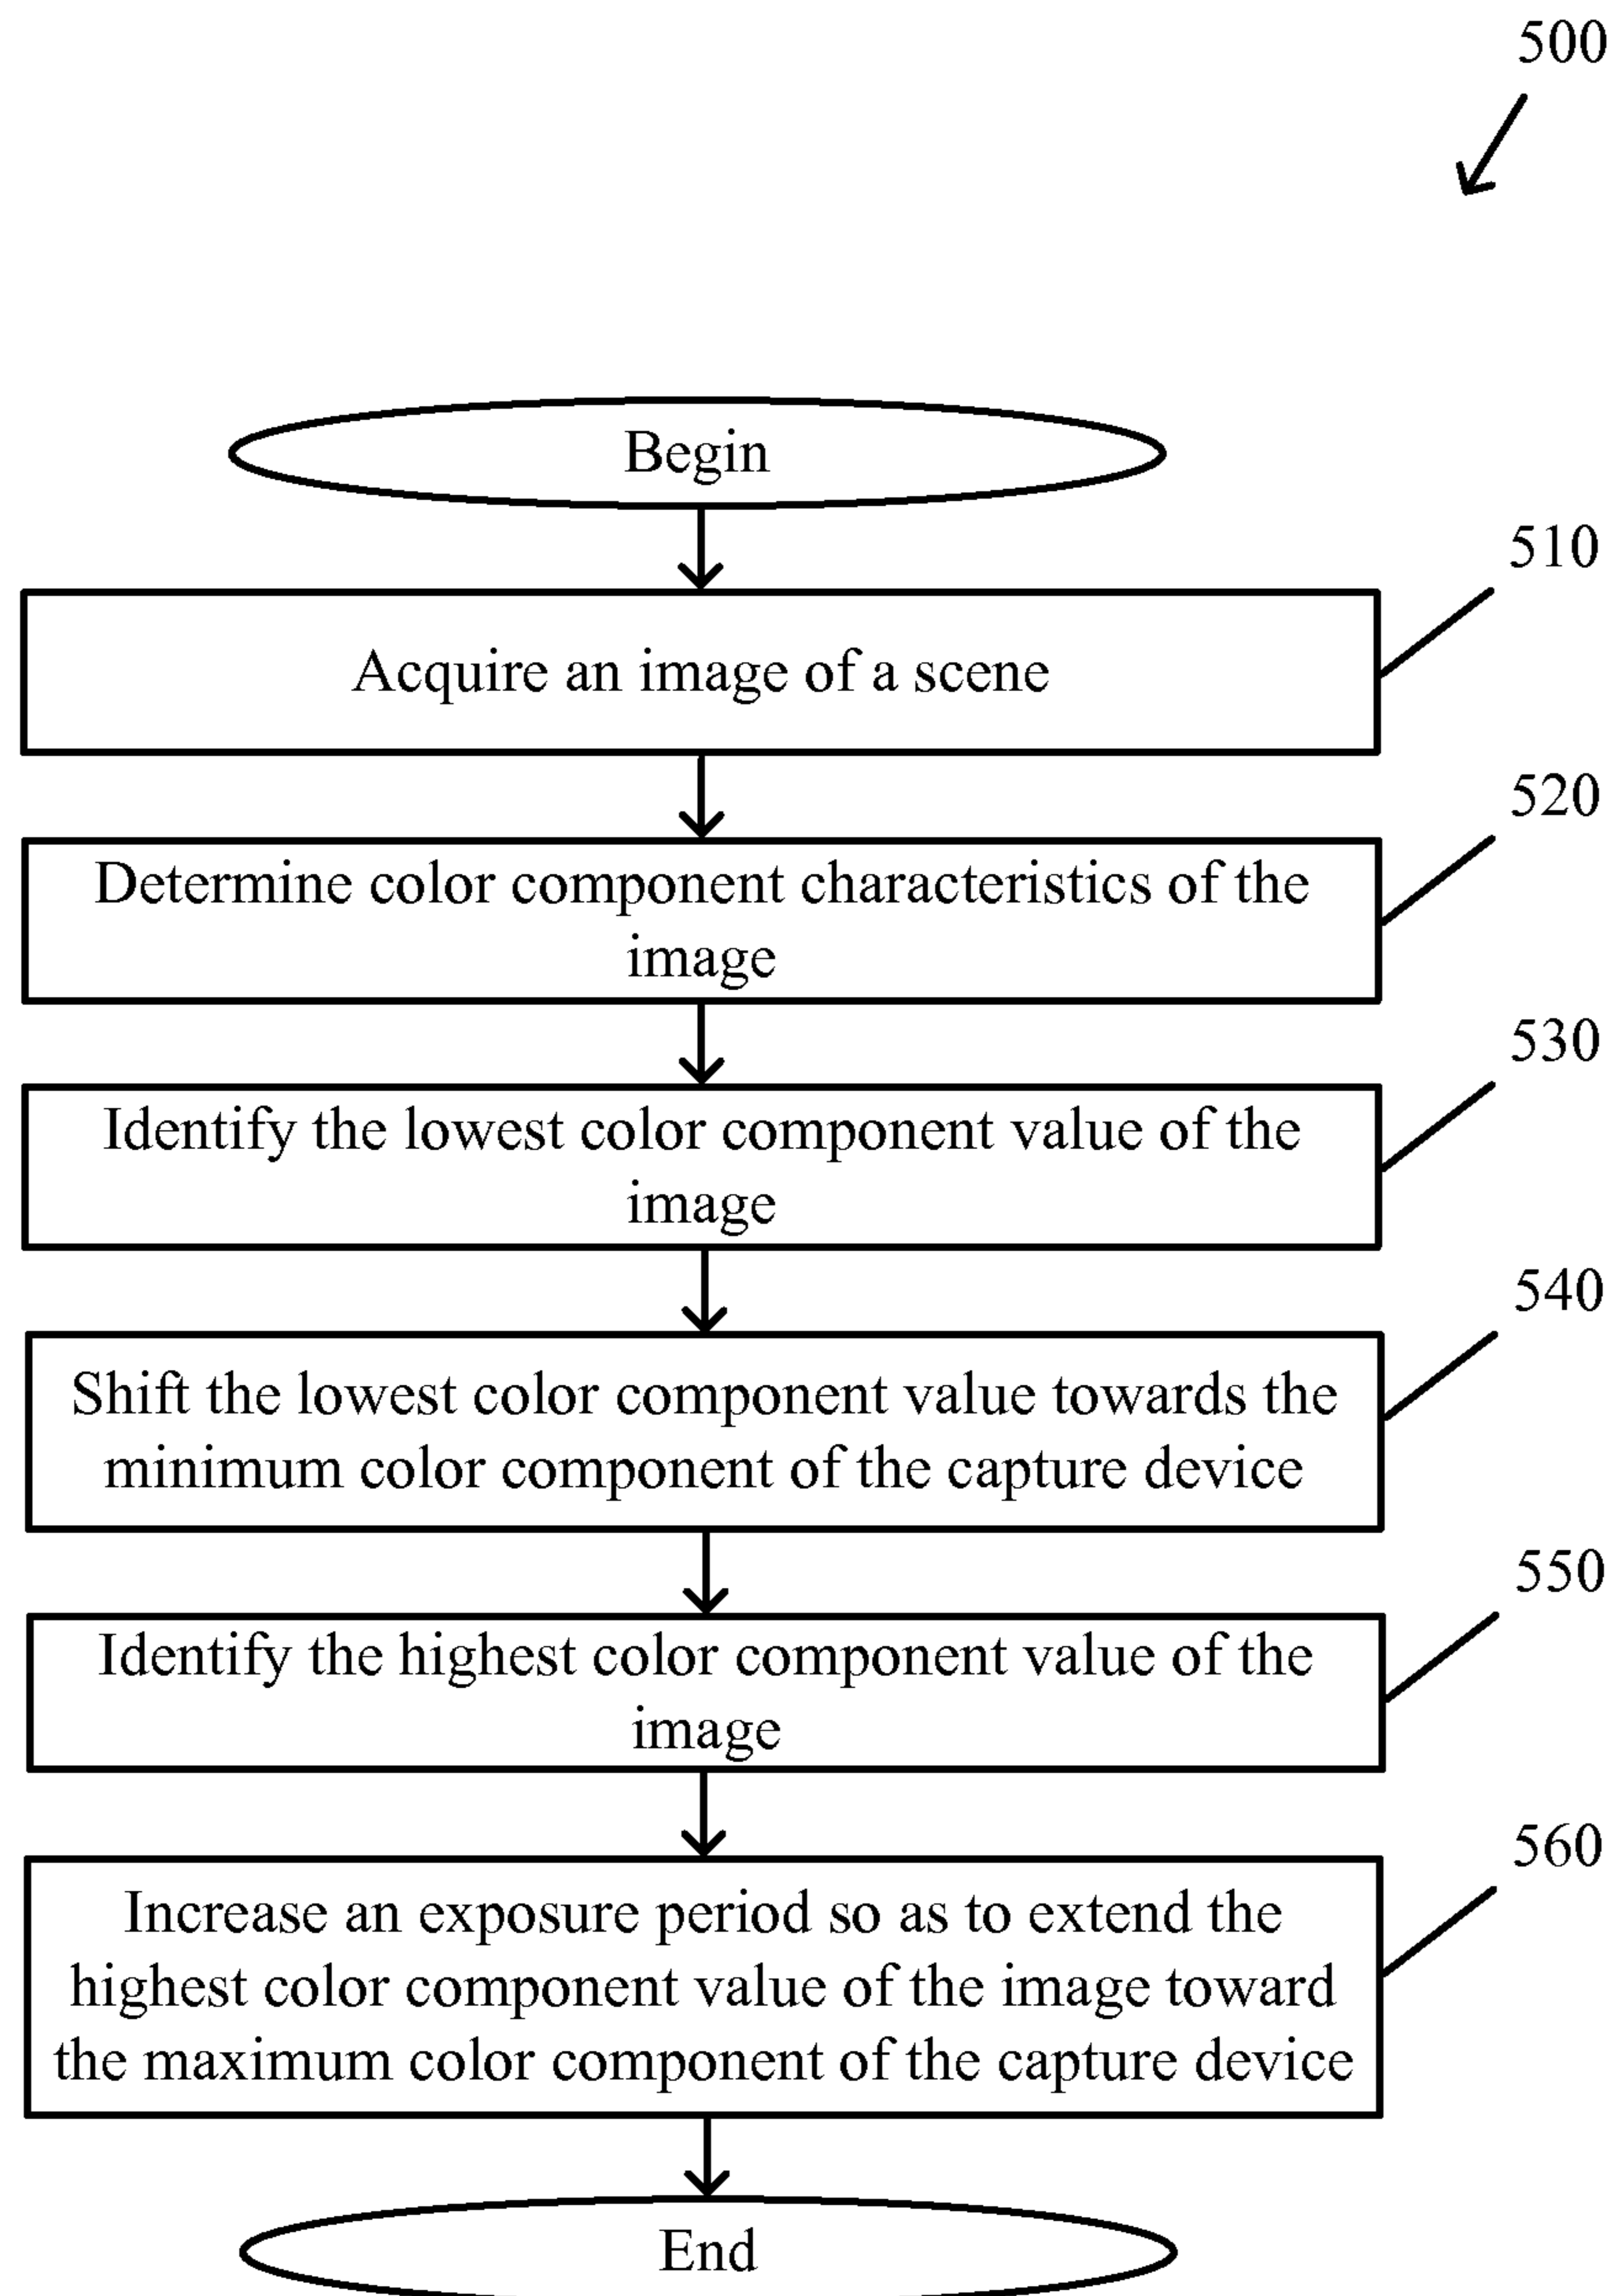 500
Begin
510
Acquire an image of a scene
520
Determine color component characteristics of the
image
530
Identify the lowest color component value of the
image
540
Shift the lowest color component value towards the
minimum color component of the capture device
550
Identify the highest color component value of the
image
560
Increase an exposure period so as to extend the
highest color component value of the image toward
the maximum color component of the capture device
End